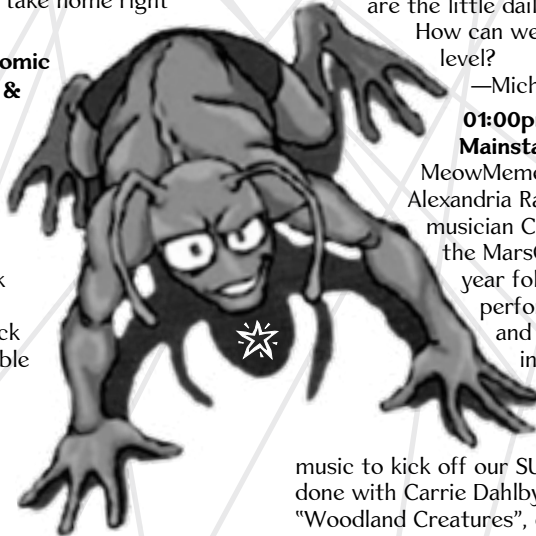 take home right
omic
&
k
ck
ble
are the little dail
How can we
level?
—Mich
01:00p
Mainsta
MeowMeme
Alexandria Ra
musician C
the Mars
year fol
perfo
and
in
music to kick off our SU
done with Carrie Dahlby
"Woodland Creatures",